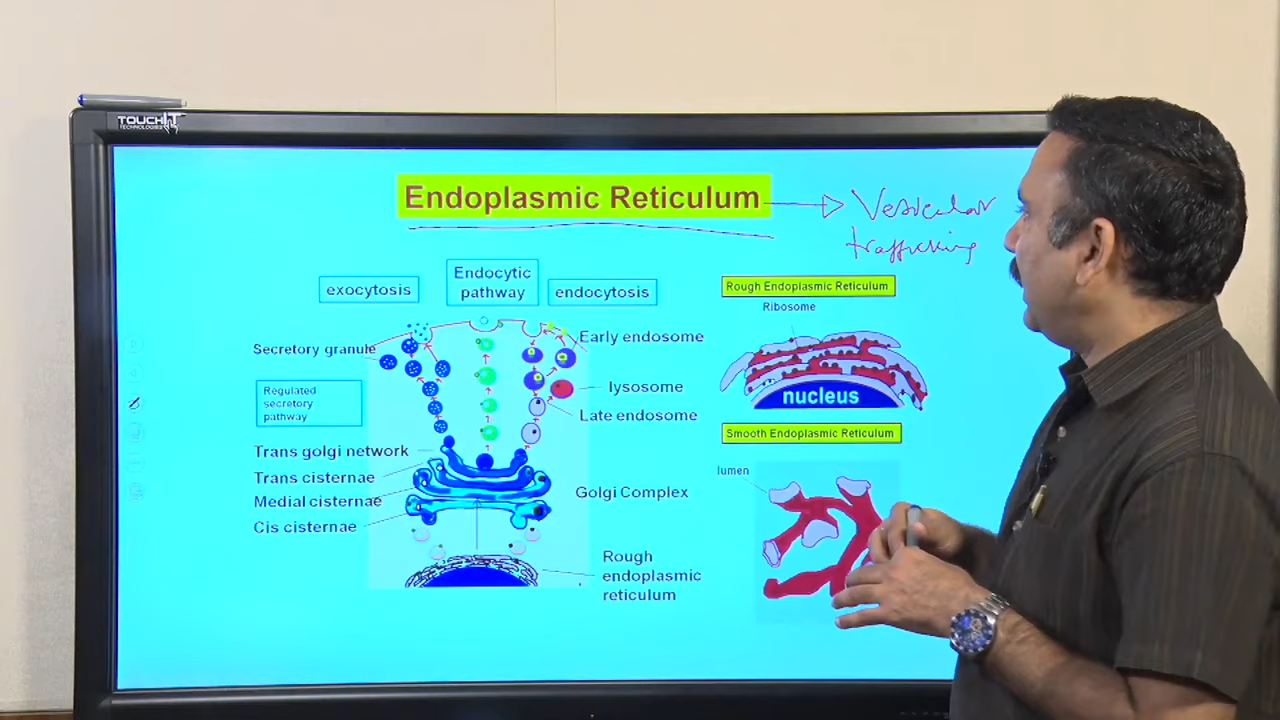 TOUCHIT
TECHNOLOGIES
Endoplasmic Reticulum
Vesicular
trafficking
exocytosis
Endocytic
pathway
endocytosis
Secretory granule
Early endosome
Regulated
secretory
pathway
lysosome
Late endosome
Trans golgi network
Trans cisternae
Medial cisternae
Cis cisternae
Golgi Complex
Rough
endoplasmic
reticulum
Rough Endoplasmic Reticulum
Ribosome
nucleus
Smooth Endoplasmic Reticulum
lumen